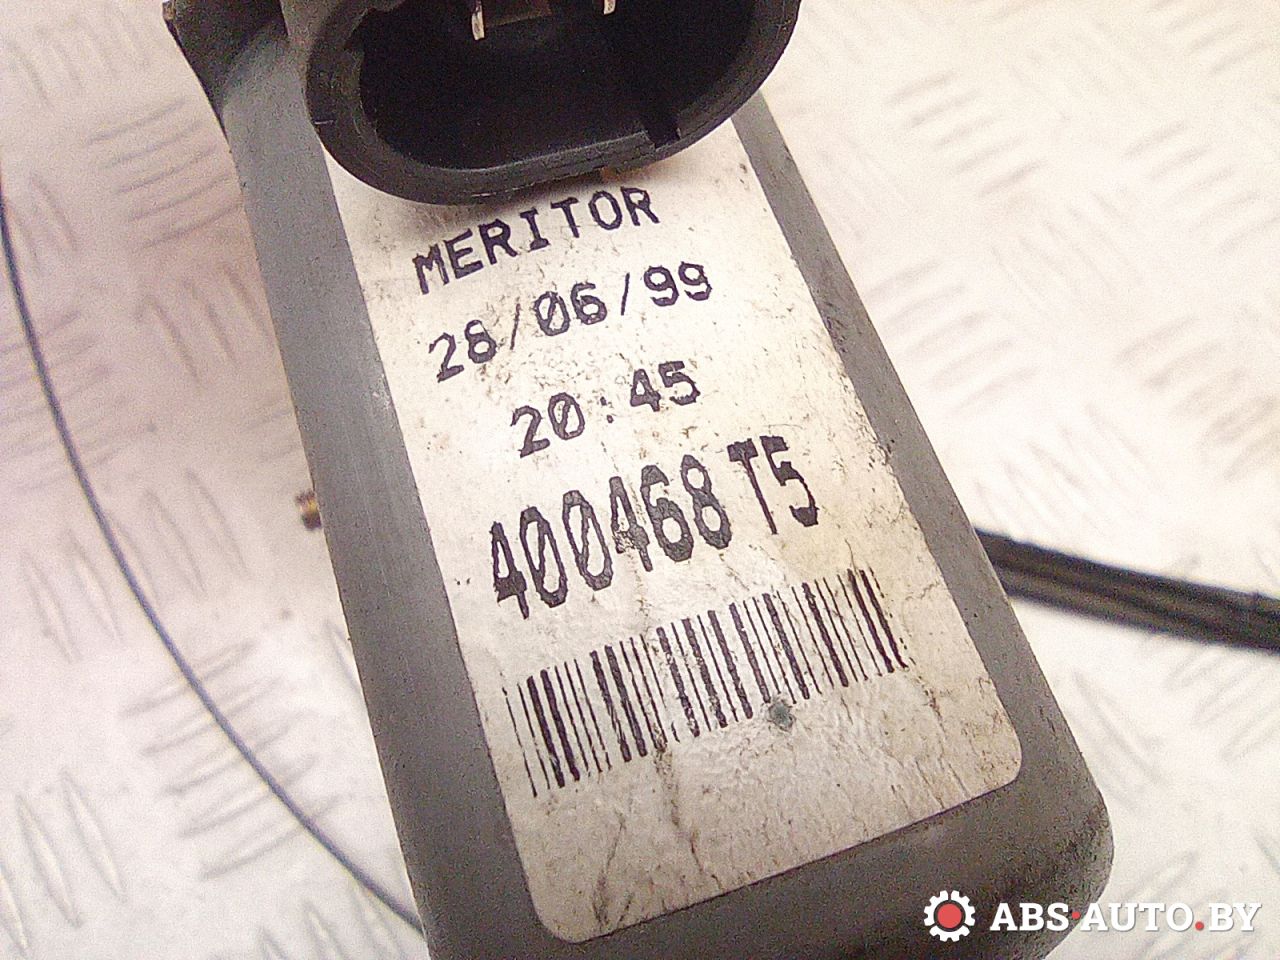 MERITOR
28/06/99
20:45
400468 T5
ABS-AUTO.BY